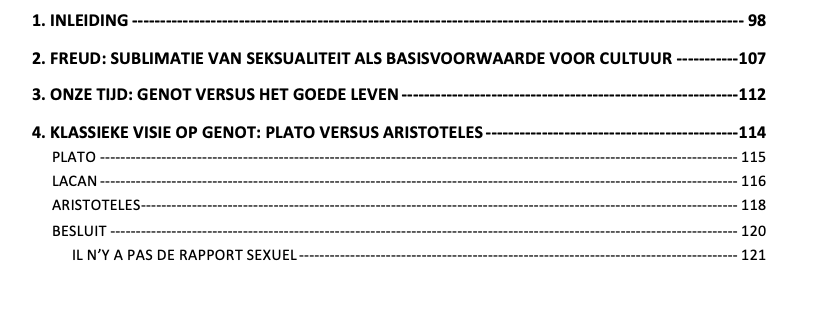 1. INLEIDING ------------------------------------------------------------------------------------------------------------- 98
2. FREUD: SUBLIMATIE VAN SEKSUALITEIT ALS BASISVOORWAARDE VOOR CULTUUR -----------107
3. ONZE TIJD: GENOT VERSUS HET GOEDE LEVEN------------------------------------------------------------112
4. KLASSIEKE VISIE OP GENOT: PLATO VERSUS ARISTOTELES---------------------------------------------114
PLATO ------------------------------------------------------------------------------------------------------------------- 115
LACAN ------------------------------------------------------------------------------------------------------------------- 116
ARISTOTELES------------------------------------------------------------------------------------------------------------- 118
BESLUIT ----------------------------------------------------------------------------------------------------------------- 120
IL N’Y A PAS DE RAPPORT SEXUEL------------------------------------------------------------------------------- 121